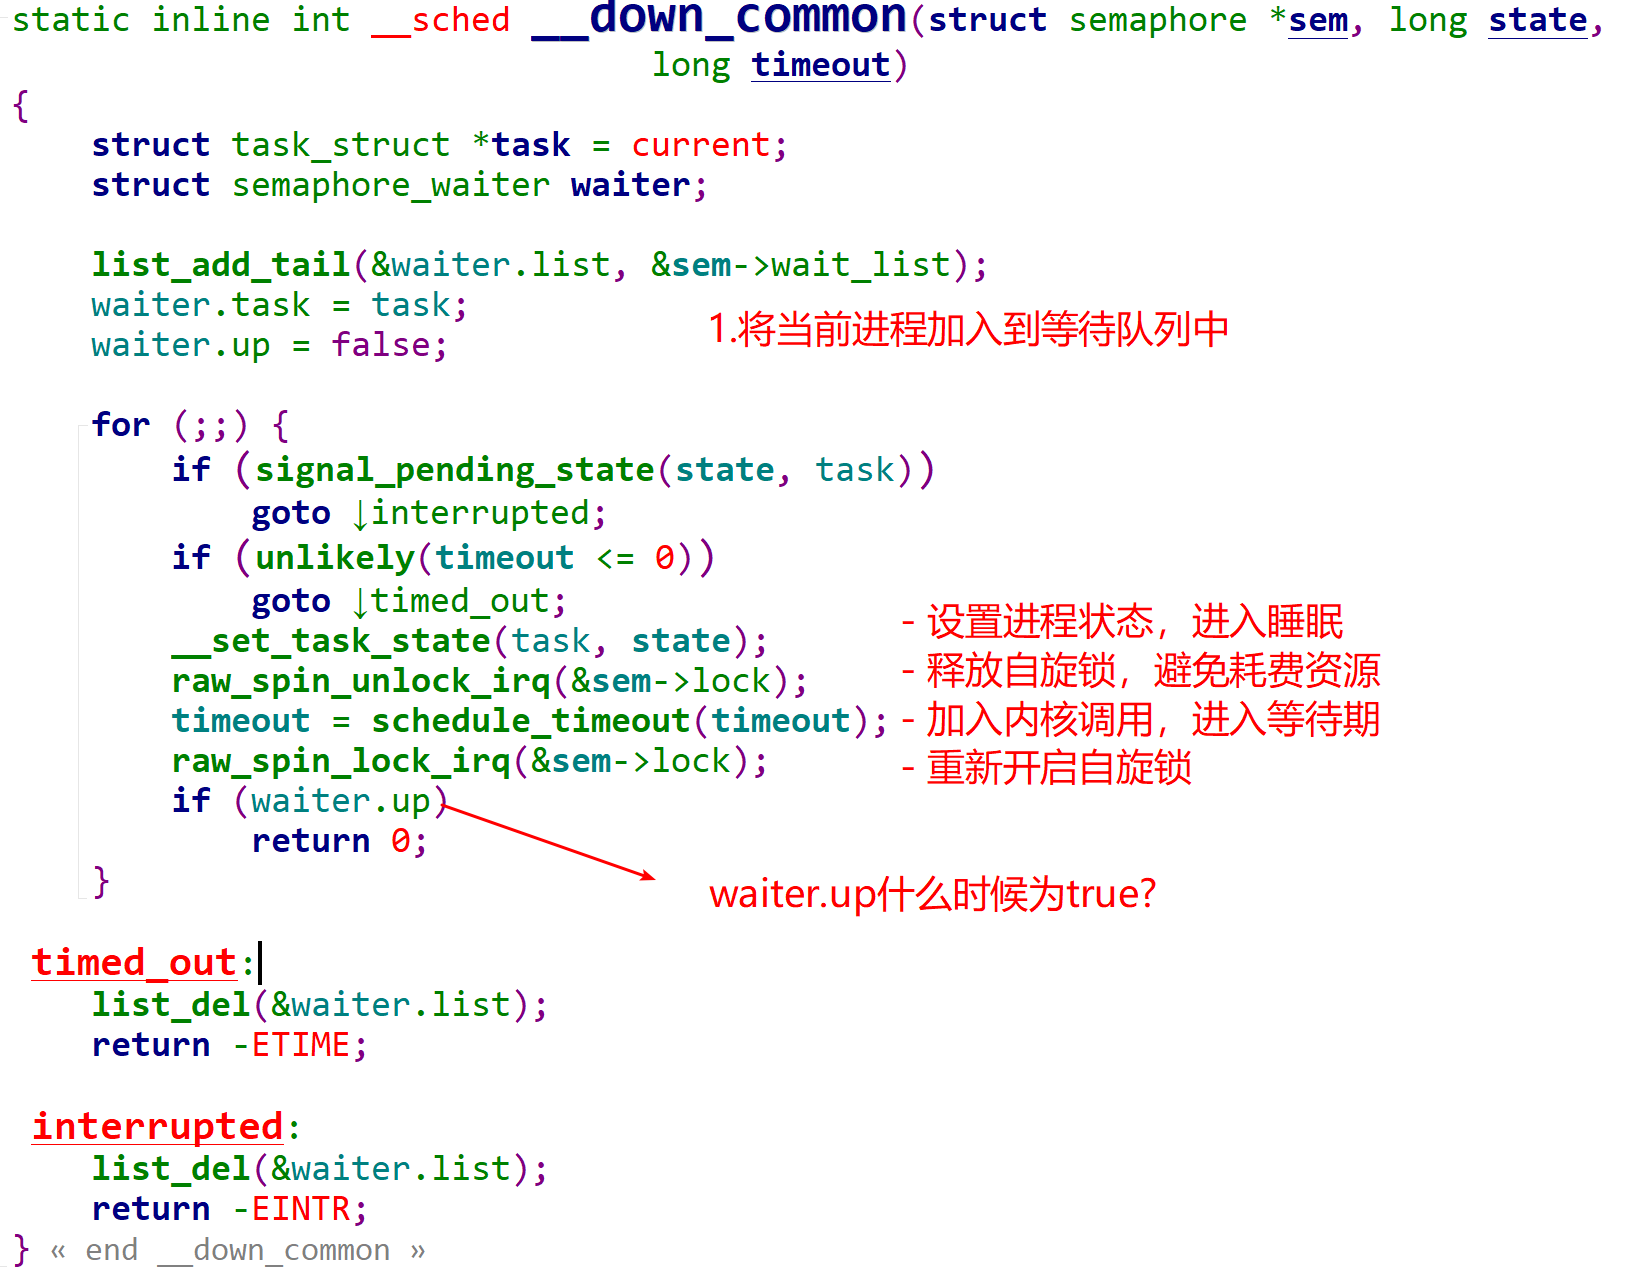 static inline int __sched __down_common(struct semaphore *sem, long state,
                                long timeout)
{
    struct task_struct *task = current;
    struct semaphore_waiter waiter;

    list_add_tail(&waiter.list, &sem->wait_list);
    waiter.task = task;
1.将当前进程加入到等待队列中
    waiter.up = false;

    for (;;) {
        if (signal_pending_state(state, task))
            goto ↓interrupted;
        if (unlikely(timeout <= 0))
            goto ↓timed_out;
- 设置进程状态，进入睡眠
        __set_task_state(task, state);
- 释放自旋锁，避免耗费资源
        raw_spin_unlock_irq(&sem->lock);
        timeout = schedule_timeout(timeout); - 加入内核调用，进入等待期
        raw_spin_lock_irq(&sem->lock); - 重新开启自旋锁
        if (waiter.up)
            return 0;
    }
waiter.up什么时候为true?

 timed_out:
    list_del(&waiter.list);
    return -ETIME;

 interrupted:
    list_del(&waiter.list);
    return -EINTR;
} « end __down_common »